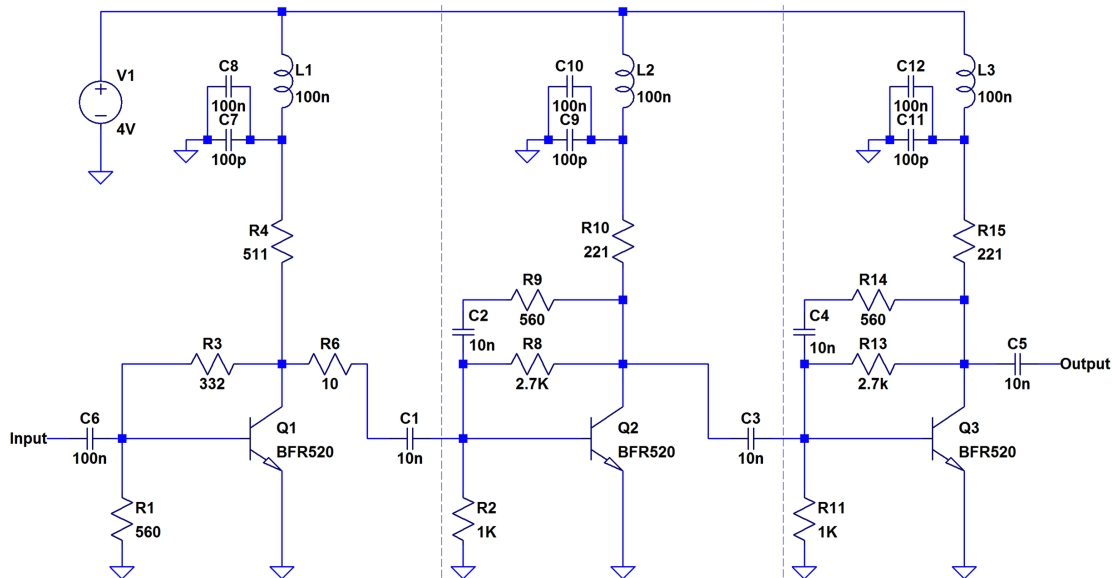 V1
4V
C8
100n
C7
100p
L1
100n
R4
511
R3
332
R6
10
Input
C6
100n
Q1
BFR520
R1
560
C1
10n
C10
100n
C9
100p
L2
100n
R10
221
R9
560
C2
10n
R8
2.7K
Q2
BFR520
R2
1K
C3
10n
C12
100n
C11
100p
L3
100n
R15
221
R14
560
C4
10n
R13
2.7k
C5
10n
Output
Q3
BFR520
R11
1K